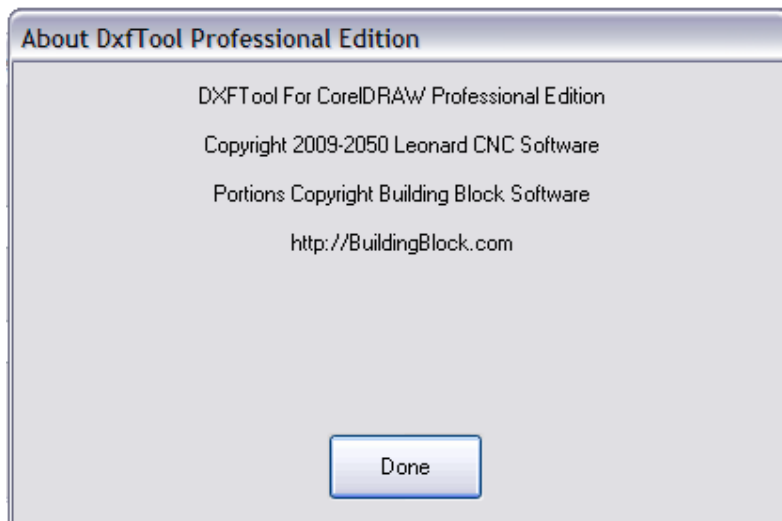 About DxfTool Professional Edition
DXFTool For CorelDRAW Professional Edition
Copyright 2009-2050 Leonard CNC Software
Portions Copyright Building Block Software
http://BuildingBlock.com
Done